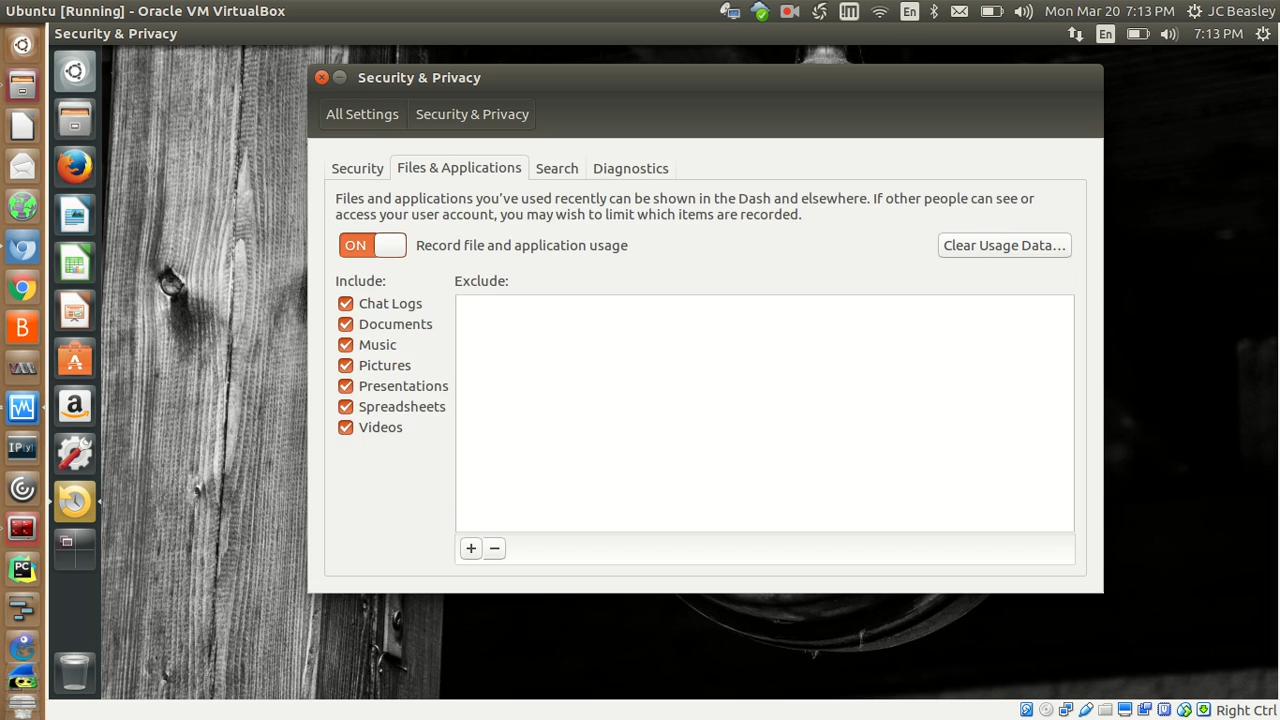 Ubuntu [Running] - Oracle VM VirtualBox
En
Mon Mar 20 7:13 PM
JC Beasley
Security & Privacy
En
7:13 PM
Security & Privacy
All Settings
Security & Privacy
Security
Files & Applications
Search
Diagnostics
Files and applications you’ve used recently can be shown in the Dash and elsewhere. If other people can see or
access your user account, you may wish to limit which items are recorded.
ON
Record file and application usage
Clear Usage Data…
Include:
Exclude:
Chat Logs
Documents
Music
Pictures
Presentations
Spreadsheets
Videos
+
−
B
a
IPy
PC
Right Ctrl